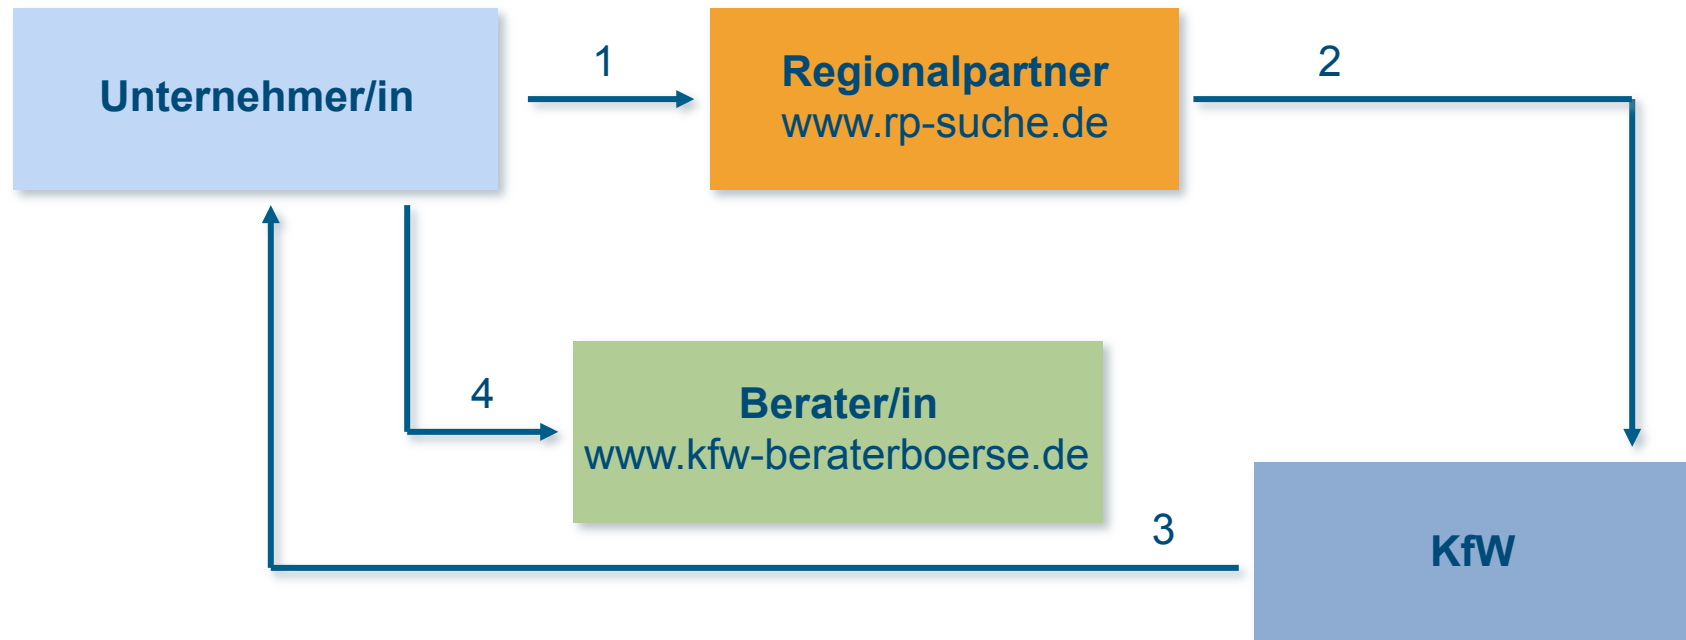 Unternehmer/in
1
Regionalpartner
www.rp-suche.de
2
4
Berater/in
www.kfw-beraterboerse.de
3
KfW